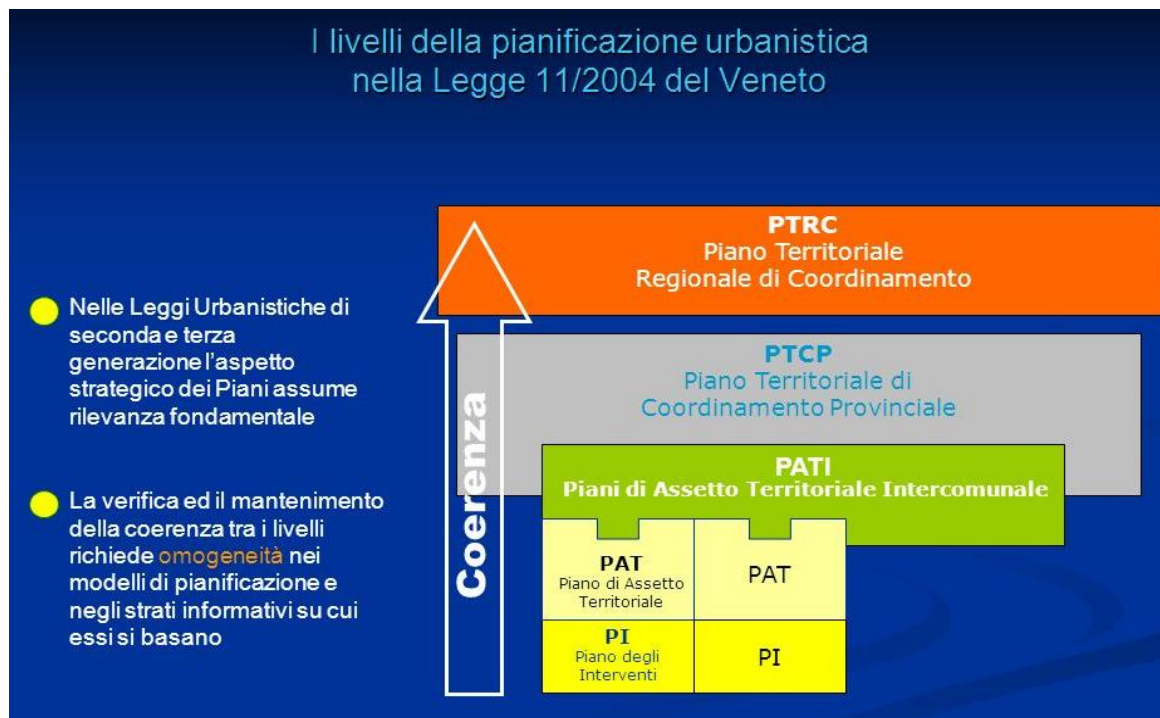 I livelli della pianificazione urbanistica
nella Legge 11/2004 del Veneto
Nelle Leggi Urbanistiche di
seconda e terza
generazione l'aspetto
strategico dei Piani assume
rilevanza fondamentale
La verifica ed il mantenimento
della coerenza tra i livelli
richiede omogeneità nei
modelli di pianificazione e
negli strati informativi su cui
essi si basano
Coerenza
PTRC
Piano Territoriale
Regionale di Coordinamento
PTCP
Piano Territoriale di
Coordinamento Provinciale
PATI
Piani di Assetto Territoriale Intercomunale
PAT
Piano di Assetto
Territoriale
PAT
PI
Piano degli
Interventi
PI